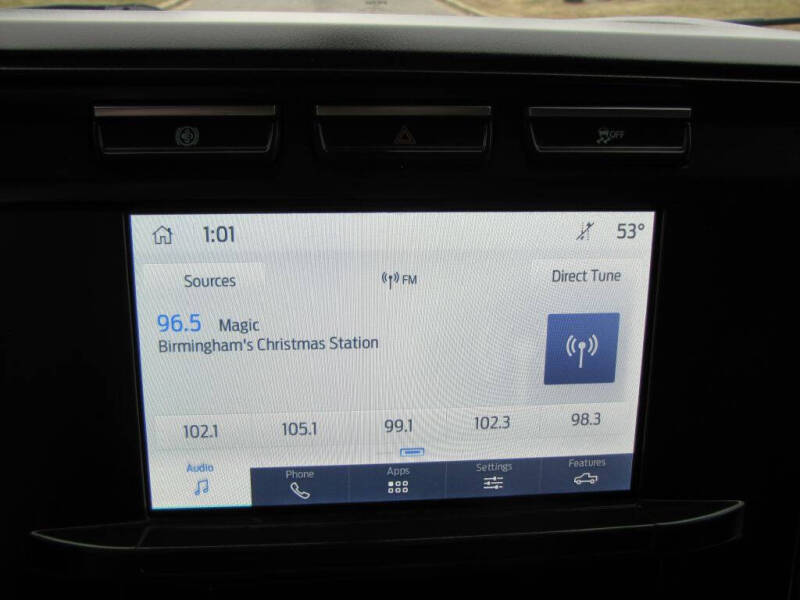 OFF
1:01 53°
Sources FM Direct Tune
96.5 Magic
Birmingham's Christmas Station
102.1 105.1 99.1 102.3 98.3
Audio Phone Apps Settings Features